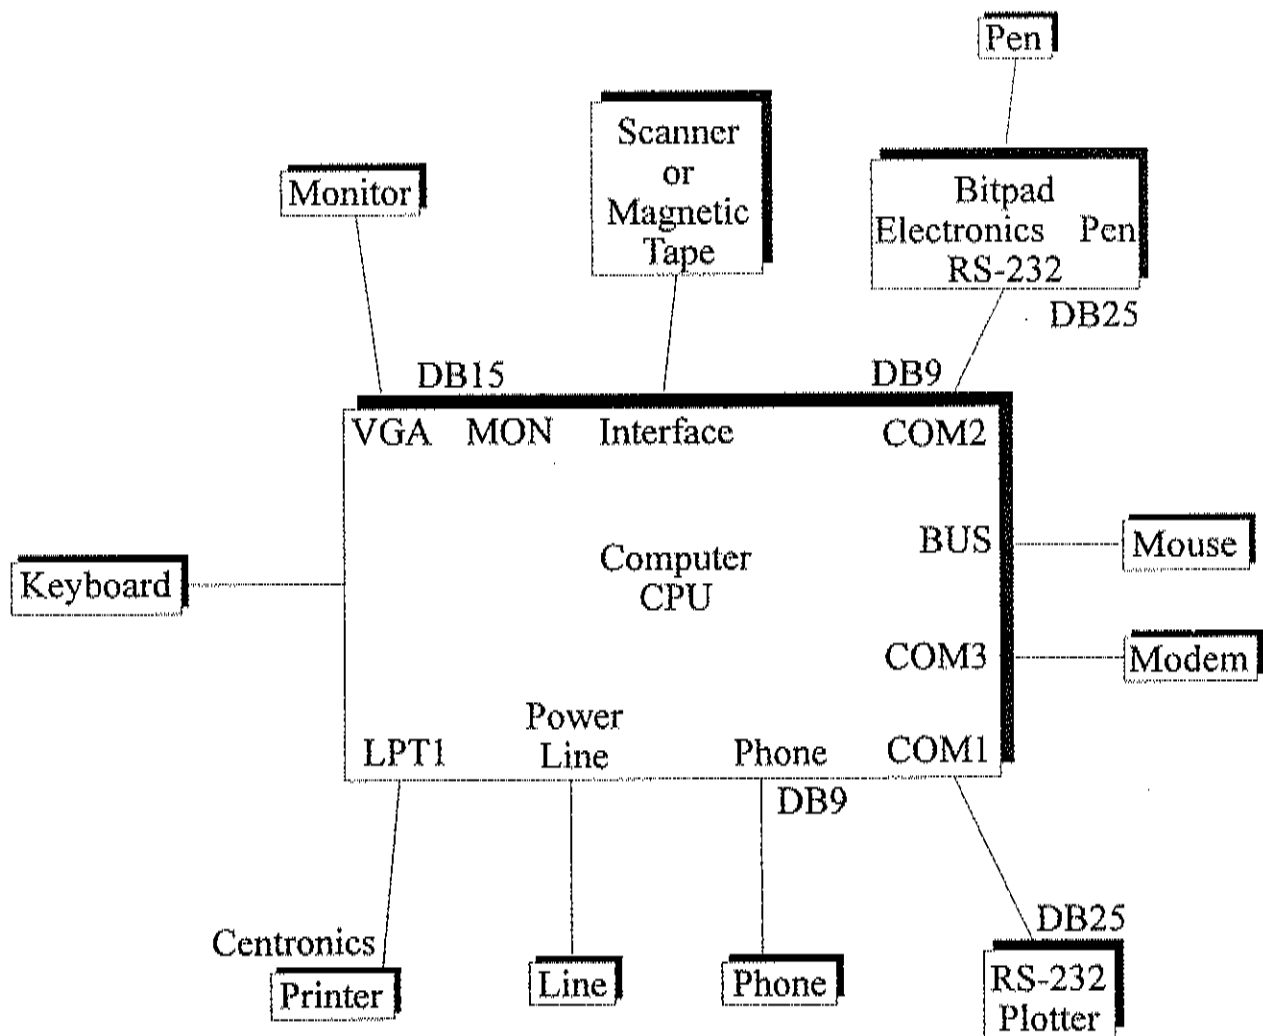 Pen
Scanner
or
Magnetic
Tape
Monitor
Bitpad
Electronics Pen
RS-232
DB25
DB15
DB9
VGA MON Interface COM2
BUS
Mouse
Computer
CPU
Keyboard
COM3
Modem
Power
Line
LPT1
Phone
COM1
DB9
Centronics
Printer
Line
Phone
DB25
RS-232
Plotter